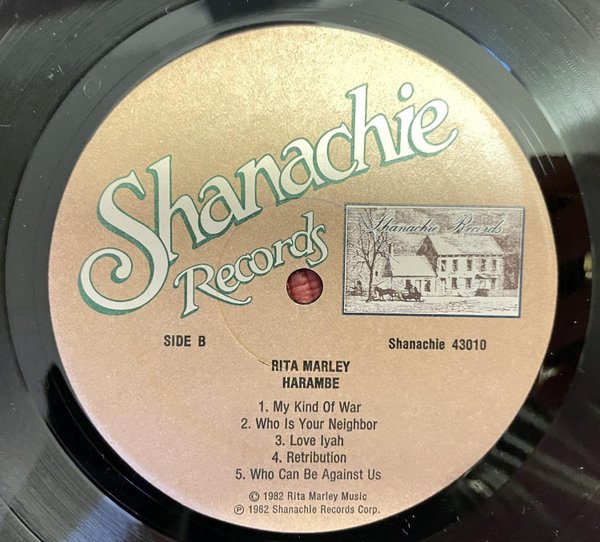 Shanachie
Records
Shanachie Records
SIDE B
Shanachie 43010
RITA MARLEY
HARAMBE
1. My Kind Of War
2. Who Is Your Neighbor
3. Love Iyah
4. Retribution
5. Who Can Be Against Us
© 1982 Rita Marley Music
℗ 1982 Shanachie Records Corp.